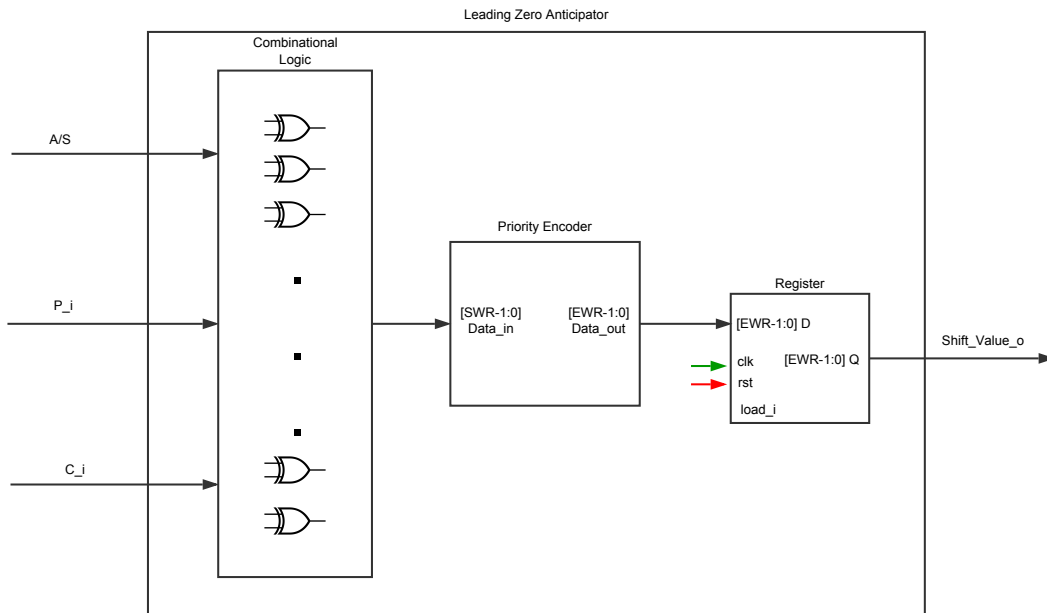 Leading Zero Anticipator
Combinational
Logic
A/S
P_i
C_i
Priority Encoder
[SWR-1:0]
Data_in
[EWR-1:0]
Data_out
Register
[EWR-1:0] D
clk
[EWR-1:0] Q
rst
load_i
Shift_Value_o